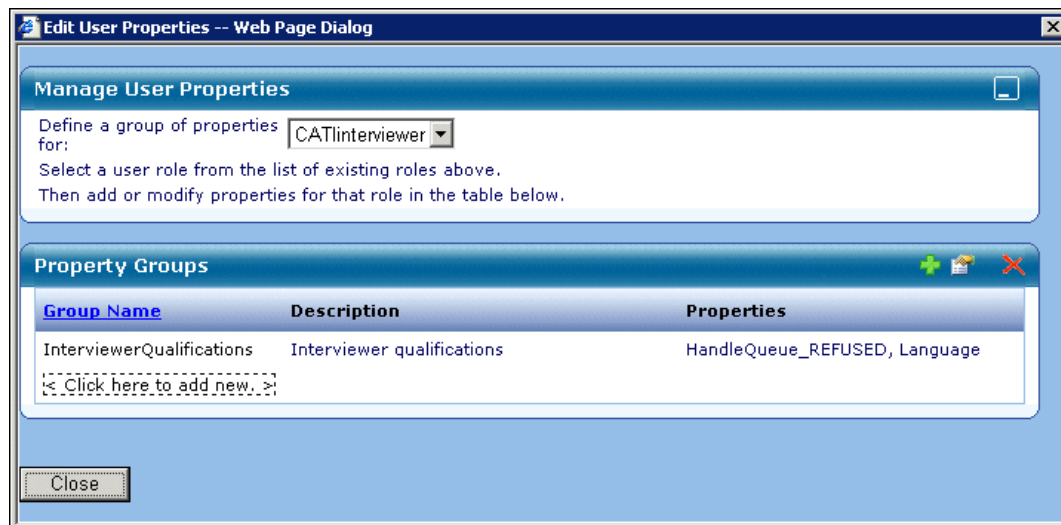 Edit User Properties -- Web Page Dialog
Manage User Properties
Define a group of properties
for:
CATIinterviewer
Select a user role from the list of existing roles above.
Then add or modify properties for that role in the table below.
Property Groups
Group Name Description Properties
InterviewerQualifications Interviewer qualifications HandleQueue_REFUSED, Language
< Click here to add new. >
Close